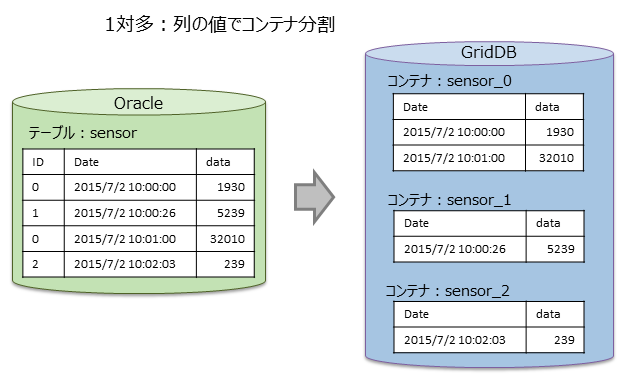 1対多：列の値でコンテナ分割
Oracle
テーブル：sensor
ID Date data
0 2015/7/2 10:00:00 1930
1 2015/7/2 10:00:26 5239
0 2015/7/2 10:01:00 32010
2 2015/7/2 10:02:03 239
GridDB
コンテナ：sensor_0
Date data
2015/7/2 10:00:00 1930
2015/7/2 10:01:00 32010
コンテナ：sensor_1
Date data
2015/7/2 10:00:26 5239
コンテナ：sensor_2
Date data
2015/7/2 10:02:03 239